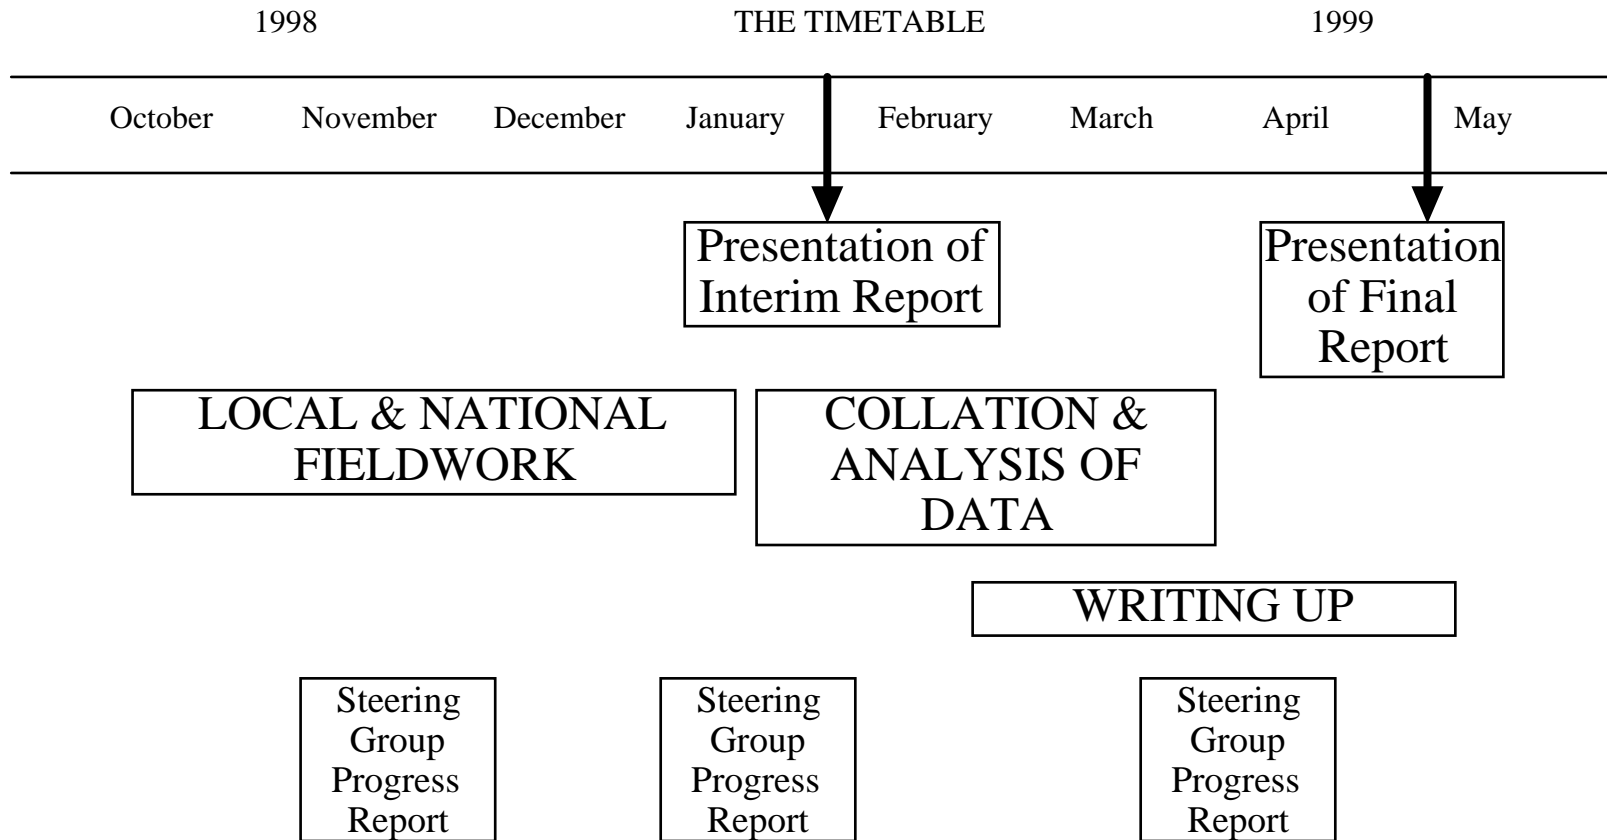 1998 THE TIMETABLE 1999
October November December January February March April May
Presentation of
Interim Report
Presentation
of Final
Report
LOCAL & NATIONAL
FIELDWORK
COLLATION &
ANALYSIS OF
DATA
WRITING UP
Steering
Group
Progress
Report
Steering
Group
Progress
Report
Steering
Group
Progress
Report